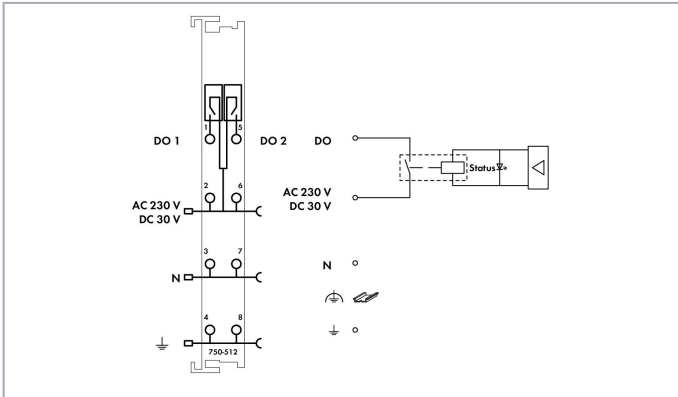 1 5
DO 1 DO 2 DO
Status
2 6
AC 230 V AC 230 V
DC 30 V DC 30 V
3 7
N N
4 8
750-512